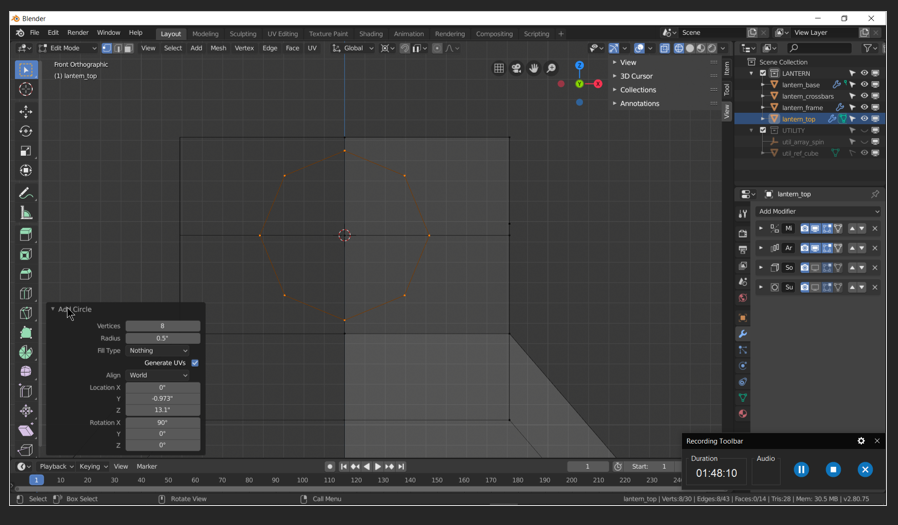 Blender
File Edit Render Window Help
Layout Modeling Sculpting UV Editing Texture Paint Shading Animation Rendering Compositing Scripting +
Scene
View Layer
Edit Mode
View Select Add Mesh Vertex Edge Face UV
Global
Front Orthographic
(1) lantern_top
Z
X
Y
View
3D Cursor
Collections
Annotations
Item
Tool
View
Scene Collection
LANTERN
lantern_base
lantern_crossbars
lantern_frame
lantern_top
UTILITY
util_array_spin
util_ref_cube
lantern_top
Add Modifier
Mi
Ar
So
Su
Add Circle
Vertices 8
Radius 0.5"
Fill Type Nothing
Generate UVs
Align World
Location X 0"
Y -0.973"
Z 13.1"
Rotation X 90°
Y 0°
Z 0°
Recording Toolbar
Duration
01:48:10
Audio
Playback Keying View Marker
1
Start: 1
1 10 20 30 40 50 60 70 80 90 100 110 120 130 140 150 160 170 180 190 200 210 220 230
Select Box Select Rotate View Call Menu
lantern_top | Verts:8/30 | Edges:8/43 | Faces:0/14 | Tris:28 | Mem: 30.5 MB | v2.80.75